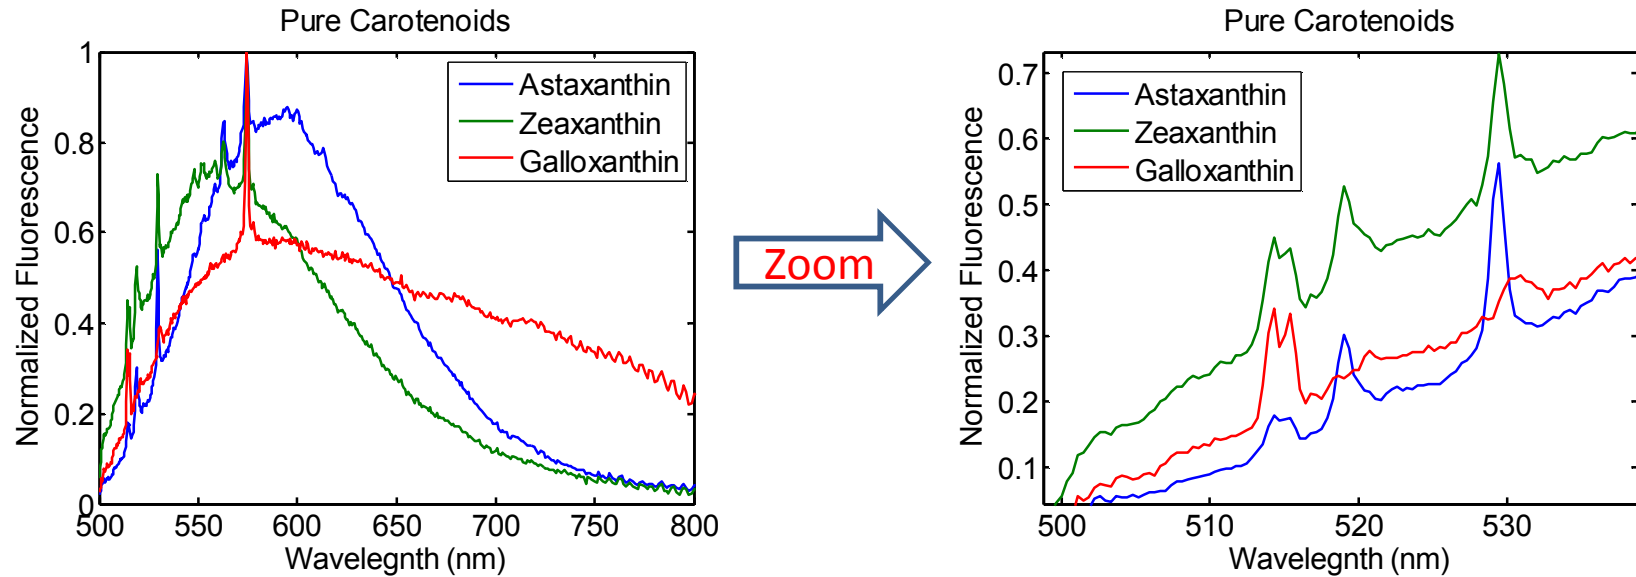 Pure Carotenoids
Normalized Fluorescence
1
0.8
0.6
0.4
0.2
0
500 550 600 650 700 750 800
Wavelegnth (nm)
Astaxanthin
Zeaxanthin
Galloxanthin
Zoom
Pure Carotenoids
Normalized Fluorescence
0.7
0.6
0.5
0.4
0.3
0.2
0.1
500 510 520 530
Wavelegnth (nm)
Astaxanthin
Zeaxanthin
Galloxanthin